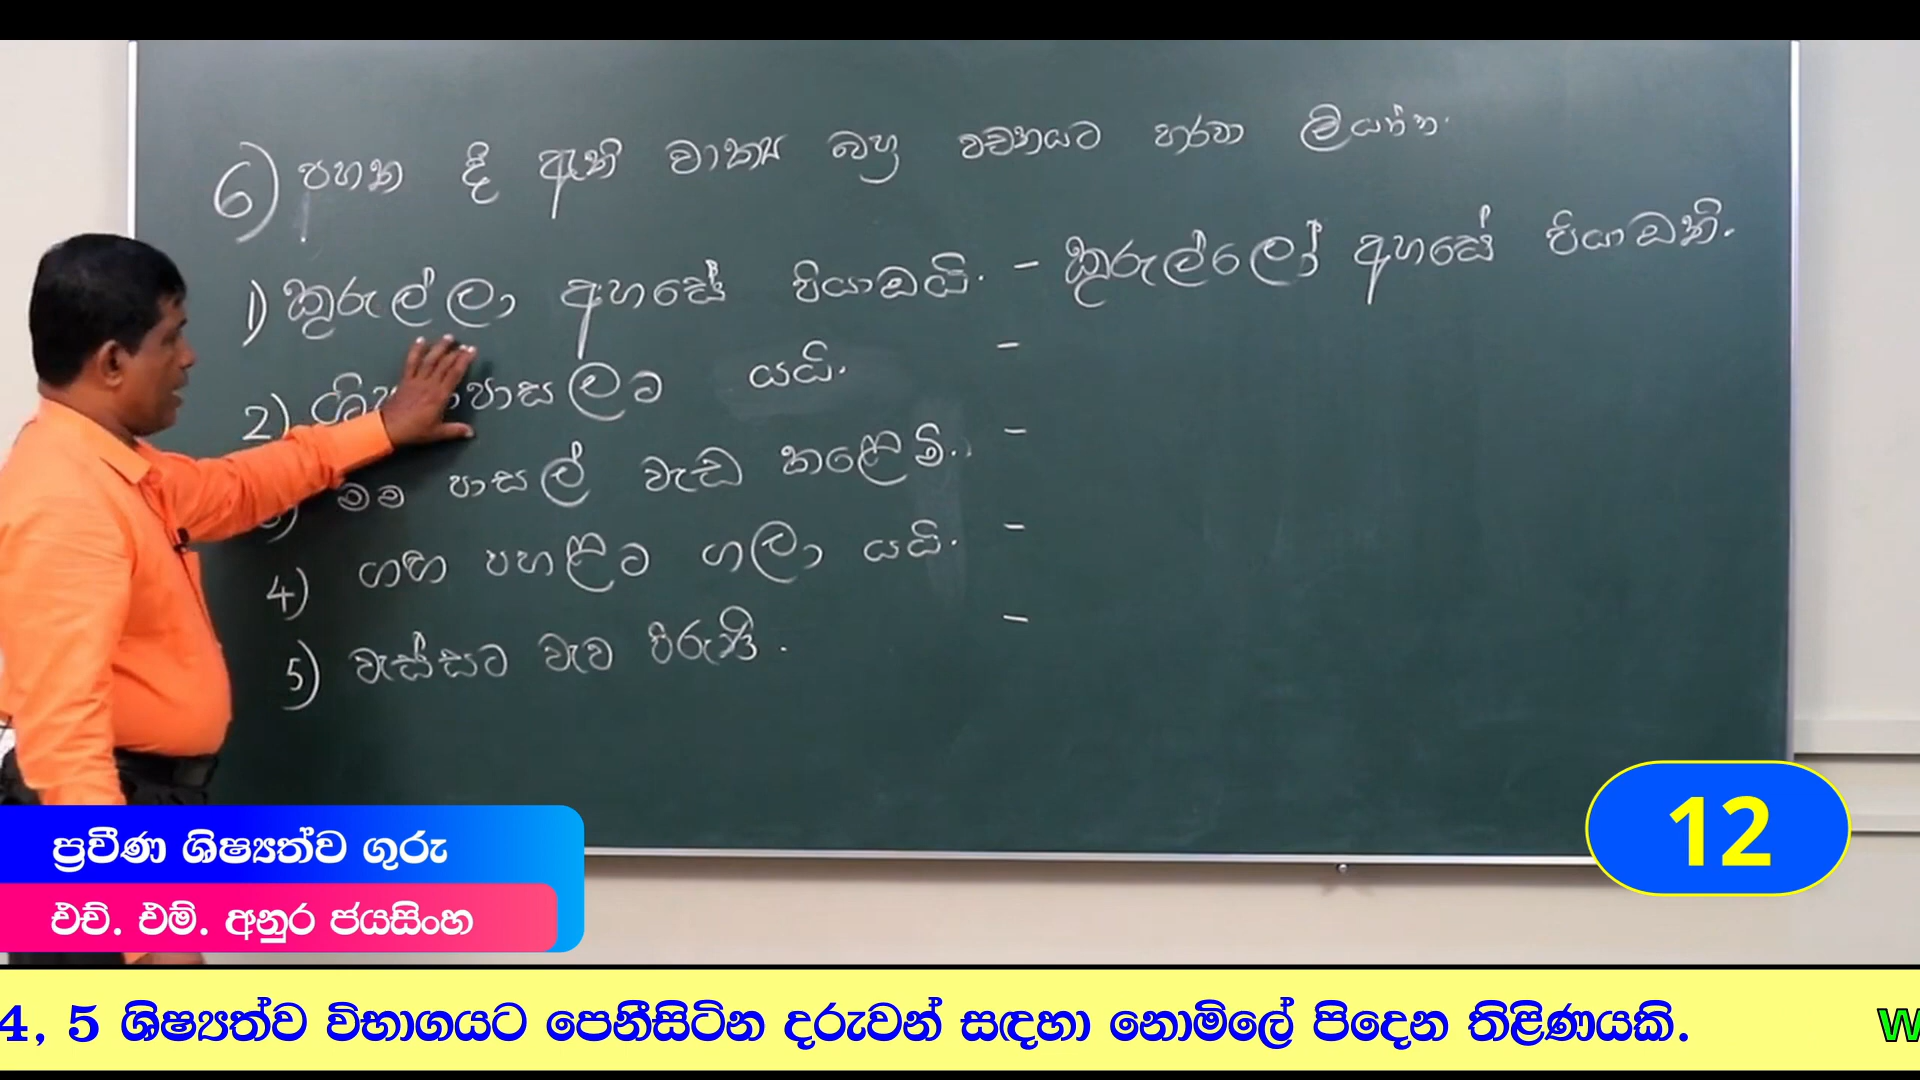 6) පහත දී ඇති වාක්‍ය බහු වචනයට හරවා ලියන්න.
1) කුරුල්ලා අහසේ පියාඹයි. - කුරුල්ලෝ අහසේ පියාඹති.
2) පාසලට යයි. -
මම පාසල් වැඩ කළෙමි. -
4) ගඟ පහළට ගලා යයි. -
5) වැස්සට වැව පිරුණි. -
12
ප්‍රවීණ ශිෂ්‍යත්ව ගුරු
එච්. එම්. අනුර ජයසිංහ
4, 5 ශිෂ්‍යත්ව විභාගයට පෙනීසිටින දරුවන් සඳහා නොමිලේ පිදෙන තිළිණයකි. W